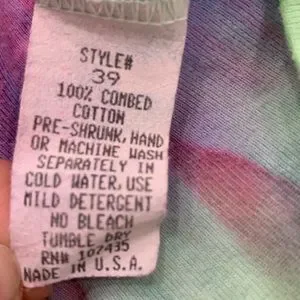 STYLE#
39
100% COMBED
COTTON
PRE-SHRUNK, HAND
OR MACHINE WASH
SEPARATELY IN
COLD WATER, USE
MILD DETERGENT
NO BLEACH
TUMBLE DRY
RN# 107435
MADE IN U.S.A.